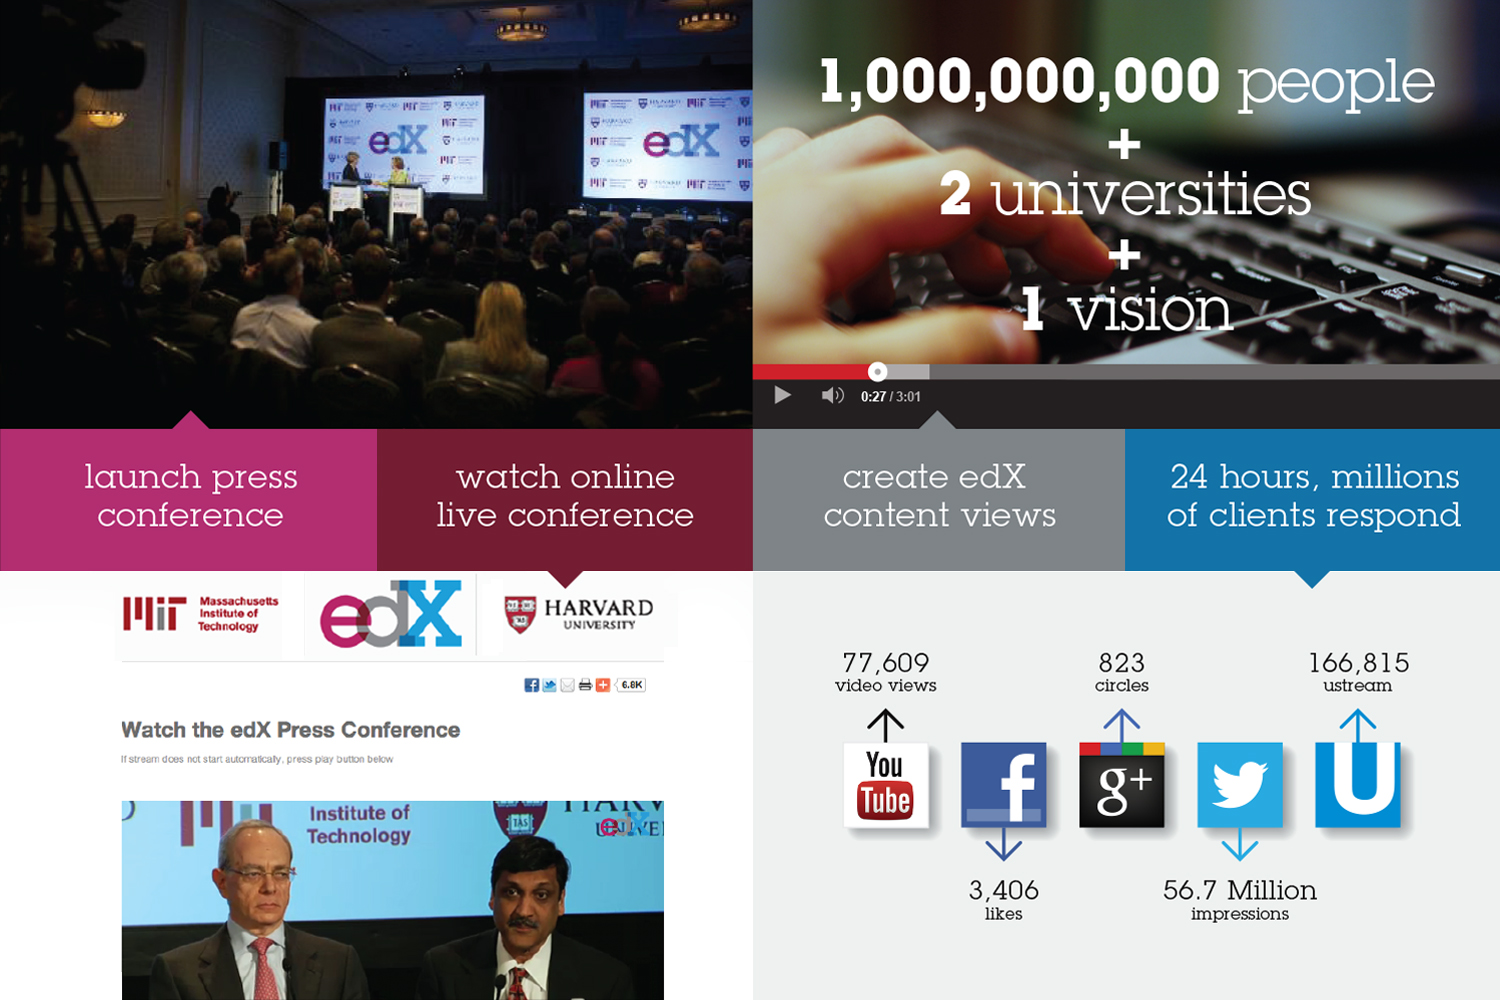 edX
edX
1,000,000,000 people
+
2 universities
+
1 vision
0:27 / 3:01
launch press
conference
watch online
live conference
create edX
content views
24 hours, millions
of clients respond
MIT
Massachusetts
Institute of
Technology
edX
HARVARD
UNIVERSITY
6.8K
Watch the edX Press Conference
If stream does not start automatically, press play button below
Institute of
Technology
edX
77,609
video views
823
circles
166,815
ustream
You
Tube
f
g+
U
3,406
likes
56.7 Million
impressions